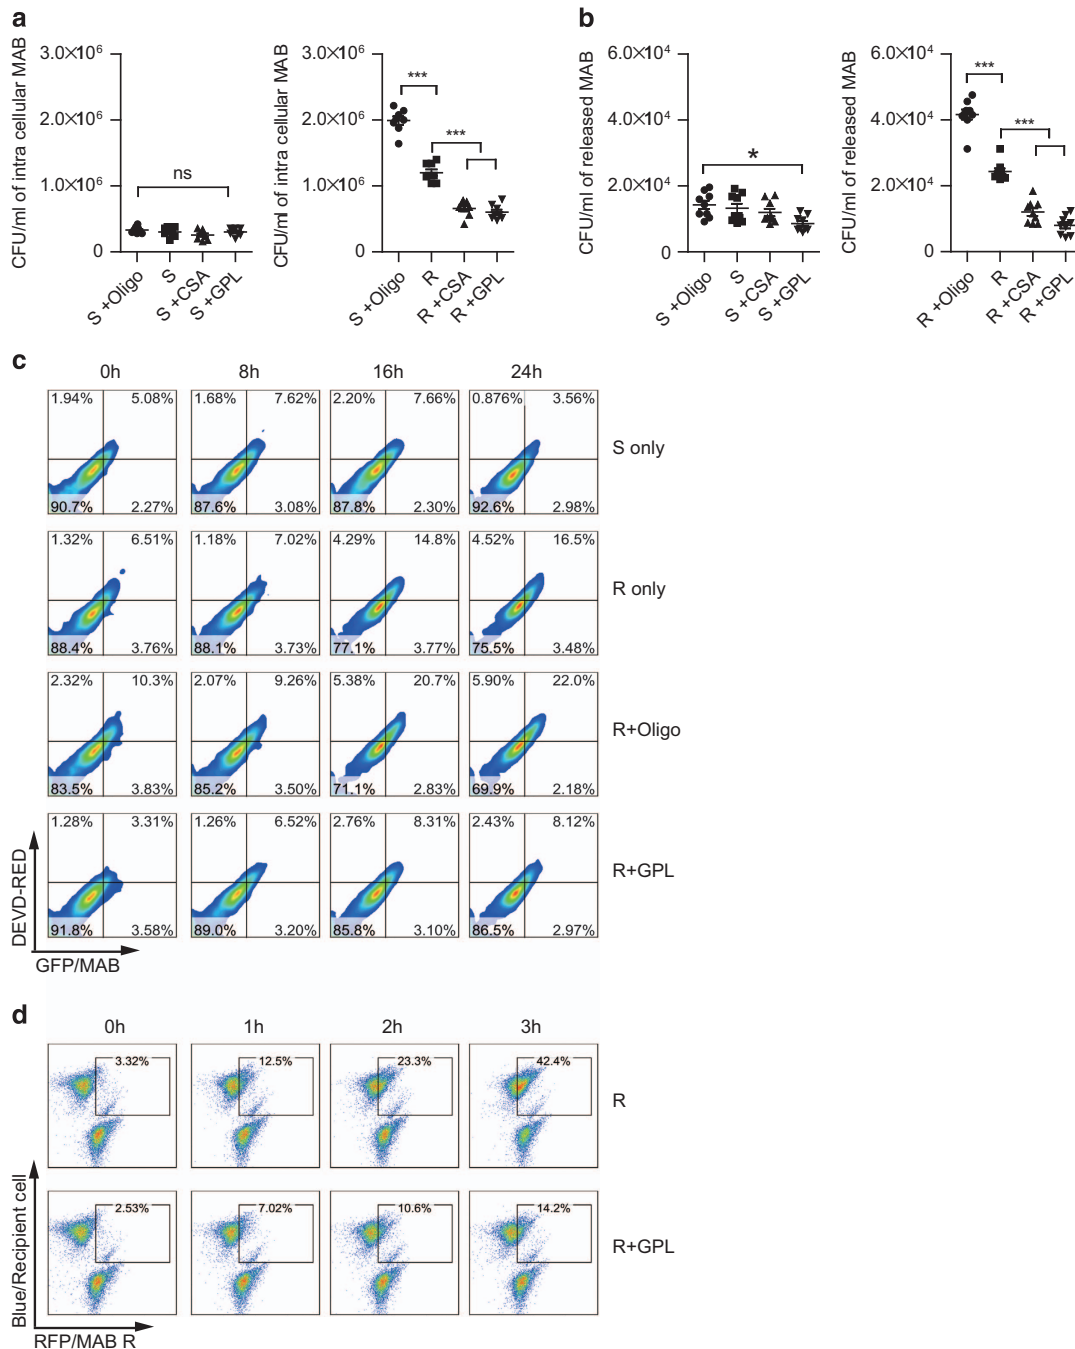 a
CFU/ml of intra cellular MAB
3.0×10⁶
2.0×10⁶
1.0×10⁶
0
ns
S +Oligo
S
S +CSA
S +GPL
CFU/ml of intra cellular MAB
3.0×10⁶
2.0×10⁶
1.0×10⁶
0
***
***
S +Oligo
R
R +CSA
R +GPL
b
CFU/ml of released MAB
6.0×10⁴
4.0×10⁴
2.0×10⁴
0
*
S +Oligo
S
S +CSA
S +GPL
CFU/ml of released MAB
6.0×10⁴
4.0×10⁴
2.0×10⁴
0
***
***
R +Oligo
R
R +CSA
R +GPL
c
0h 8h 16h 24h
1.94% 5.08% 1.68% 7.62% 2.20% 7.66% 0.876% 3.56%
S only
90.7% 2.27% 87.6% 3.08% 87.8% 2.30% 92.6% 2.98%
1.32% 6.51% 1.18% 7.02% 4.29% 14.8% 4.52% 16.5%
R only
88.4% 3.76% 88.1% 3.73% 77.1% 3.77% 75.5% 3.48%
2.32% 10.3% 2.07% 9.26% 5.38% 20.7% 5.90% 22.0%
R+Oligo
83.5% 3.83% 85.2% 3.50% 71.1% 2.83% 69.9% 2.18%
1.28% 3.31% 1.26% 6.52% 2.76% 8.31% 2.43% 8.12%
R+GPL
91.8% 3.58% 89.0% 3.20% 85.8% 3.10% 86.5% 2.97%
DEVD-RED
GFP/MAB
d
0h 1h 2h 3h
3.32% 12.5% 23.3% 42.4%
R
2.53% 7.02% 10.6% 14.2%
R+GPL
Blue/Recipient cell
RFP/MAB R